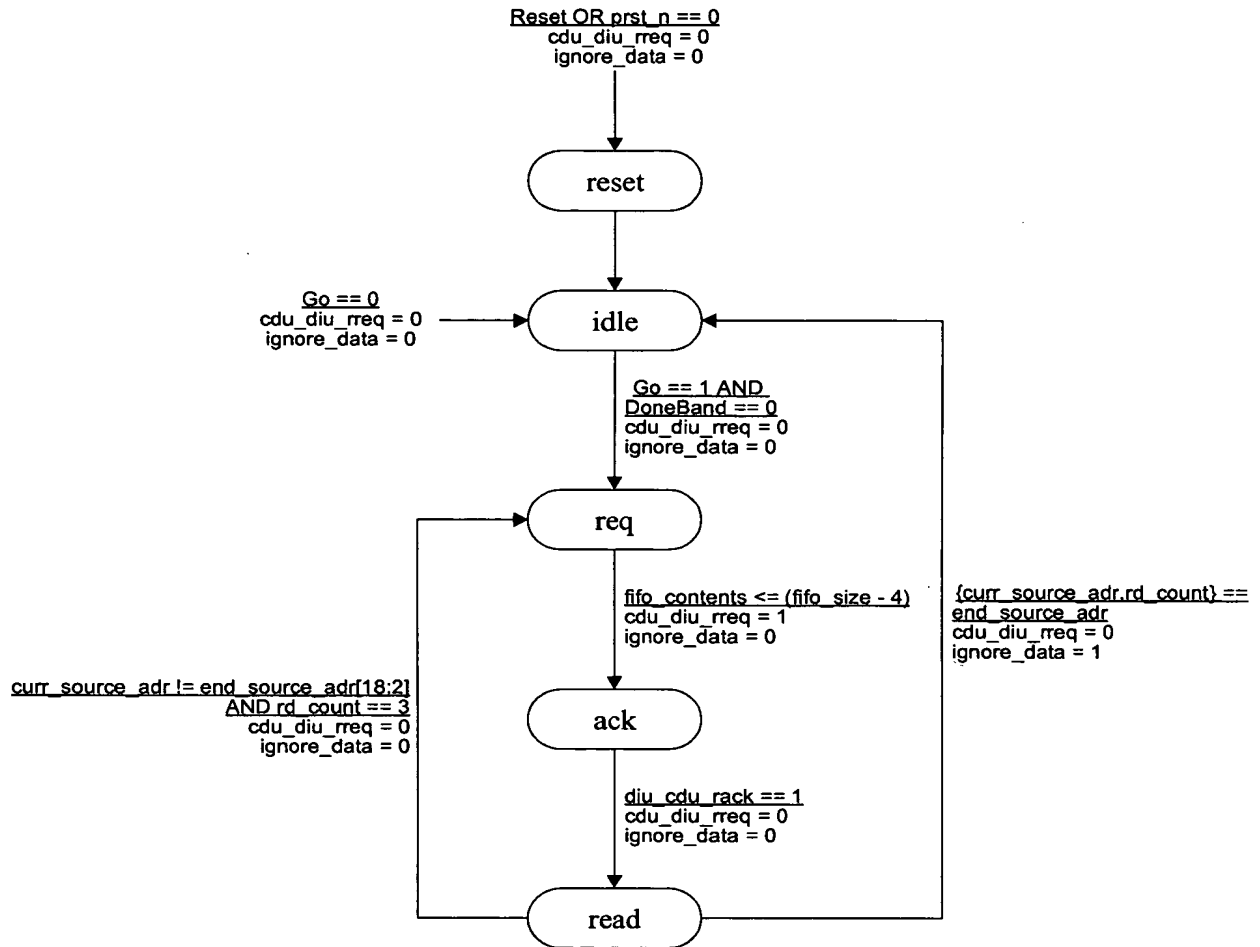 Reset OR prst_n == 0
cdu_diu_rreq = 0
ignore_data = 0
reset
Go == 0
cdu_diu_rreq = 0
ignore_data = 0
idle
Go == 1 AND
DoneBand == 0
cdu_diu_rreq = 0
ignore_data = 0
req
fifo_contents <= (fifo_size - 4)
cdu_diu_rreq = 1
ignore_data = 0
{curr_source_adr.rd_count} ==
end_source_adr
cdu_diu_rreq = 0
ignore_data = 1
curr_source_adr != end_source_adr[18:2]
AND rd_count == 3
cdu_diu_rreq = 0
ignore_data = 0
ack
diu_cdu_rack == 1
cdu_diu_rreq = 0
ignore_data = 0
read